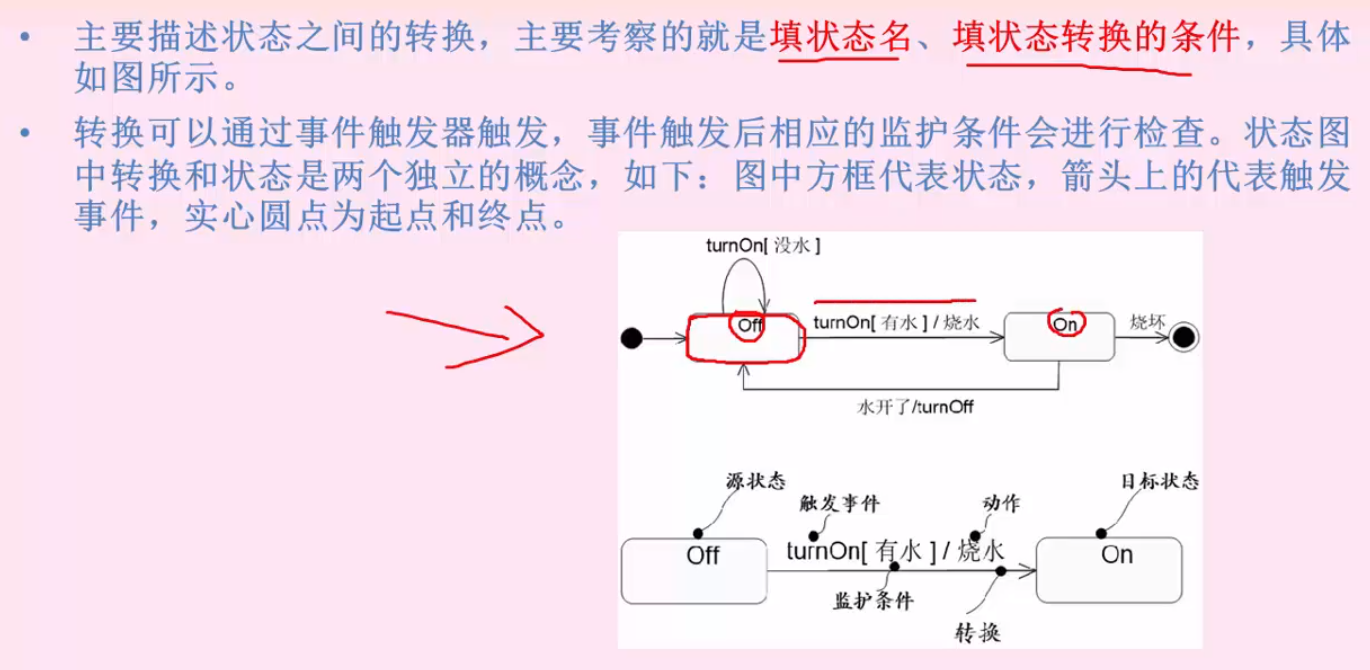 • 主要描述状态之间的转换，主要考察的就是填状态名、填状态转换的条件，具体
如图所示。
• 转换可以通过事件触发器触发，事件触发后相应的监护条件会进行检查。状态图
中转换和状态是两个独立的概念，如下：图中方框代表状态，箭头上的代表触发
事件，实心圆点为起点和终点。
turnOn[ 没水 ]
Off
turnOn[ 有水 ] / 烧水
On
烧坏
水开了/turnOff
源状态
触发事件
动作
目标状态
Off
turnOn[ 有水 ] / 烧水
On
监护条件
转换